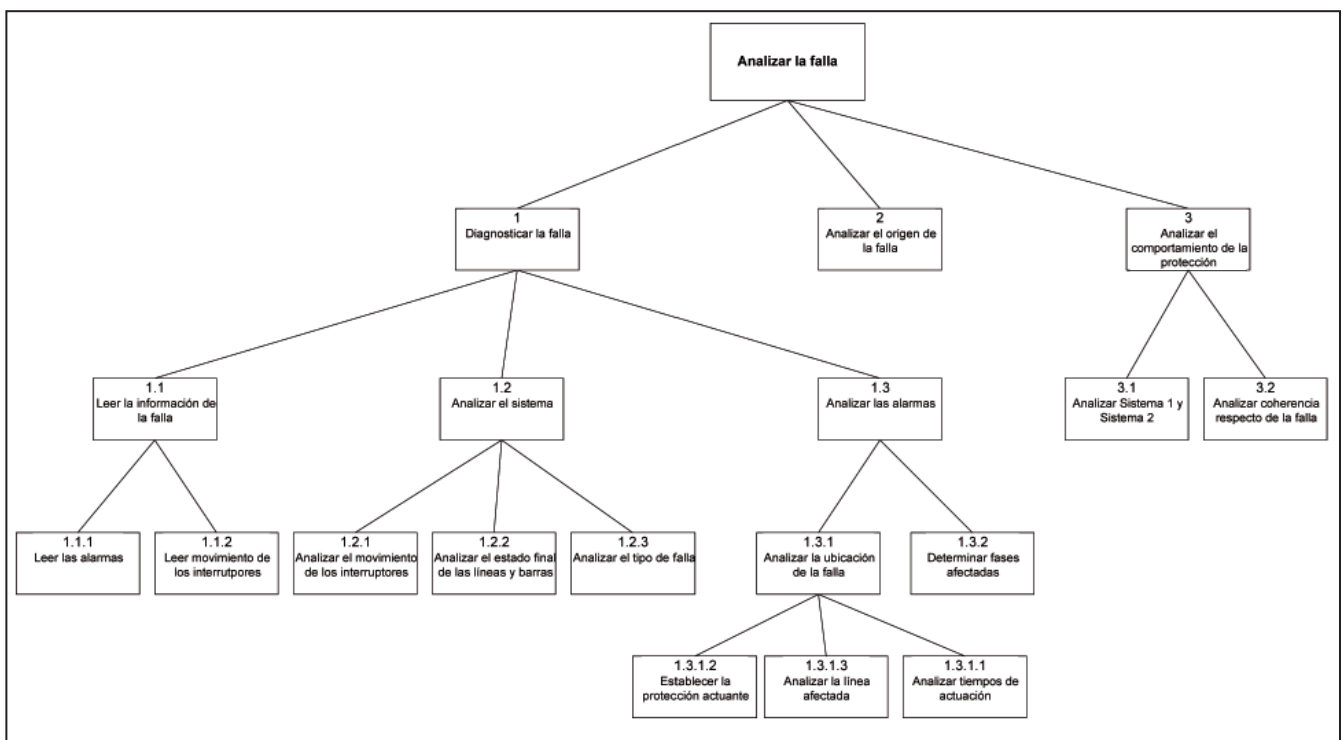 Analizar la falla
1
Diagnosticar la falla
2
Analizar el origen de
la falla
3
Analizar el
comportamiento de la
protección
1.1
Leer la información de
la falla
1.2
Analizar el sistema
1.3
Analizar las alarmas
3.1
Analizar Sistema 1 y
Sistema 2
3.2
Analizar coherencia
respecto de la falla
1.1.1
Leer las alarmas
1.1.2
Leer movimiento de
los interrutpores
1.2.1
Analizar el movimiento
de los interruptores
1.2.2
Analizar el estado final
de las líneas y barras
1.2.3
Analizar el tipo de falla
1.3.1
Analizar la ubicación
de la falla
1.3.2
Determinar fases
afectadas
1.3.1.2
Establecer la
protección actuante
1.3.1.3
Analizar la línea
afectada
1.3.1.1
Analizar tiempos de
actuación